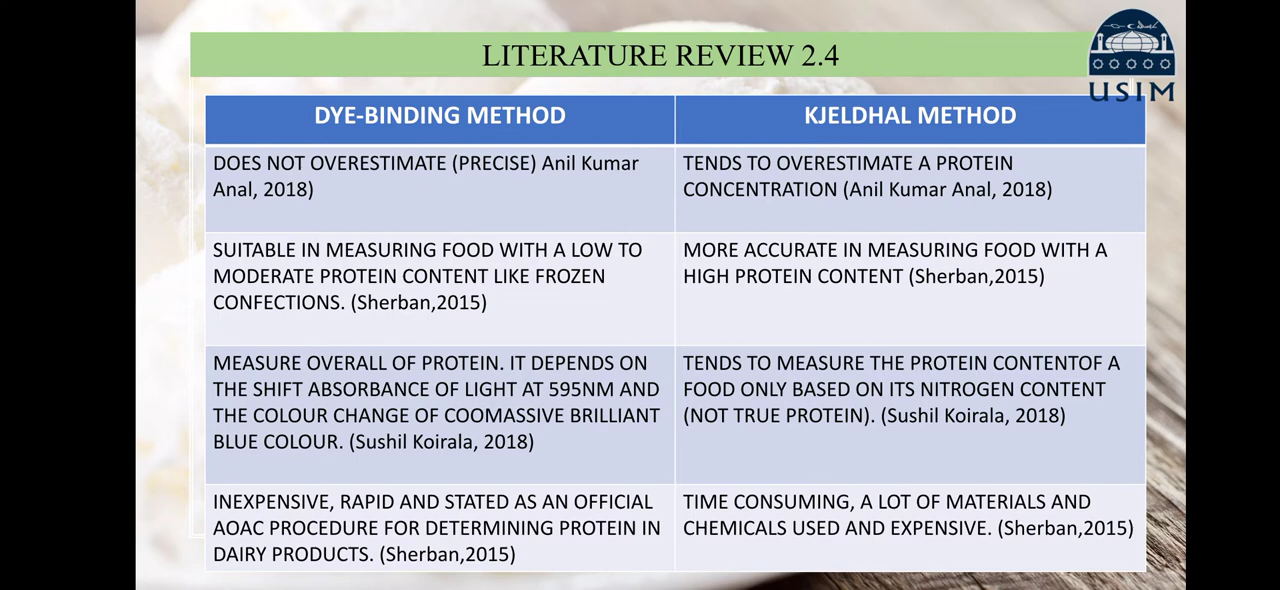 LITERATURE REVIEW 2.4
USIM
DYE-BINDING METHOD
KJELDHAL METHOD
DOES NOT OVERESTIMATE (PRECISE) Anil Kumar
Anal, 2018)
TENDS TO OVERESTIMATE A PROTEIN
CONCENTRATION (Anil Kumar Anal, 2018)
SUITABLE IN MEASURING FOOD WITH A LOW TO
MODERATE PROTEIN CONTENT LIKE FROZEN
CONFECTIONS. (Sherban,2015)
MORE ACCURATE IN MEASURING FOOD WITH A
HIGH PROTEIN CONTENT (Sherban,2015)
MEASURE OVERALL OF PROTEIN. IT DEPENDS ON
THE SHIFT ABSORBANCE OF LIGHT AT 595NM AND
THE COLOUR CHANGE OF COOMASSIVE BRILLIANT
BLUE COLOUR. (Sushil Koirala, 2018)
TENDS TO MEASURE THE PROTEIN CONTENTOF A
FOOD ONLY BASED ON ITS NITROGEN CONTENT
(NOT TRUE PROTEIN). (Sushil Koirala, 2018)
INEXPENSIVE, RAPID AND STATED AS AN OFFICIAL
AOAC PROCEDURE FOR DETERMINING PROTEIN IN
DAIRY PRODUCTS. (Sherban,2015)
TIME CONSUMING, A LOT OF MATERIALS AND
CHEMICALS USED AND EXPENSIVE. (Sherban,2015)